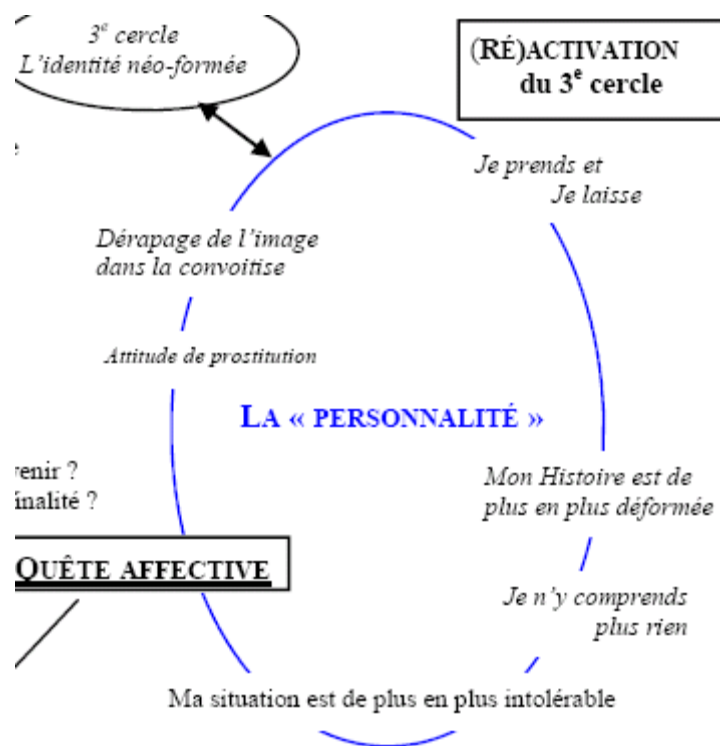 3e cercle
L'identité néo-formée
(RÉ)ACTIVATION
du 3e cercle
Je prends et
Je laisse
Dérapage de l'image
dans la convoitise
Attitude de prostitution
LA « PERSONNALITÉ »
Mon Histoire est de
plus en plus déformée
QUÊTE AFFECTIVE
Je n'y comprends
plus rien
Ma situation est de plus en plus intolérable